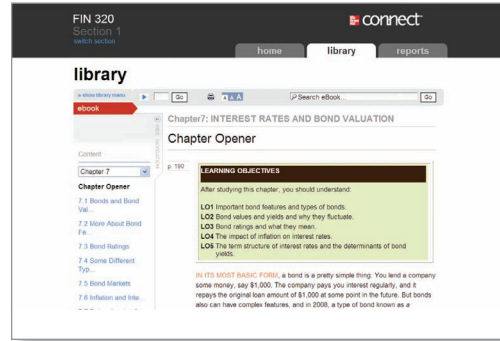 FIN 320
Section 1
switch section
connect
home
library
reports
library
show library menu
Go
A A A
Search eBook...
Go
ebook
Chapter7: INTEREST RATES AND BOND VALUATION
Chapter Opener
Content
Chapter 7
Chapter Opener
7.1 Bonds and Bond
Val...
7.2 More About Bond
Fe...
7.3 Bond Ratings
7.4 Some Different
Typ...
7.5 Bond Markets
7.6 Inflation and Inte...
p. 190
LEARNING OBJECTIVES
After studying this chapter, you should understand:
LO1 Important bond features and types of bonds.
LO2 Bond values and yields and why they fluctuate.
LO3 Bond ratings and what they mean.
LO4 The impact of inflation on interest rates.
LO5 The term structure of interest rates and the determinants of bond
yields.
IN ITS MOST BASIC FORM, a bond is a pretty simple thing. You lend a company
some money, say $1,000. The company pays you interest regularly, and it
repays the original loan amount of $1,000 at some point in the future. But bonds
also can have complex features, and in 2008, a type of bond known as a